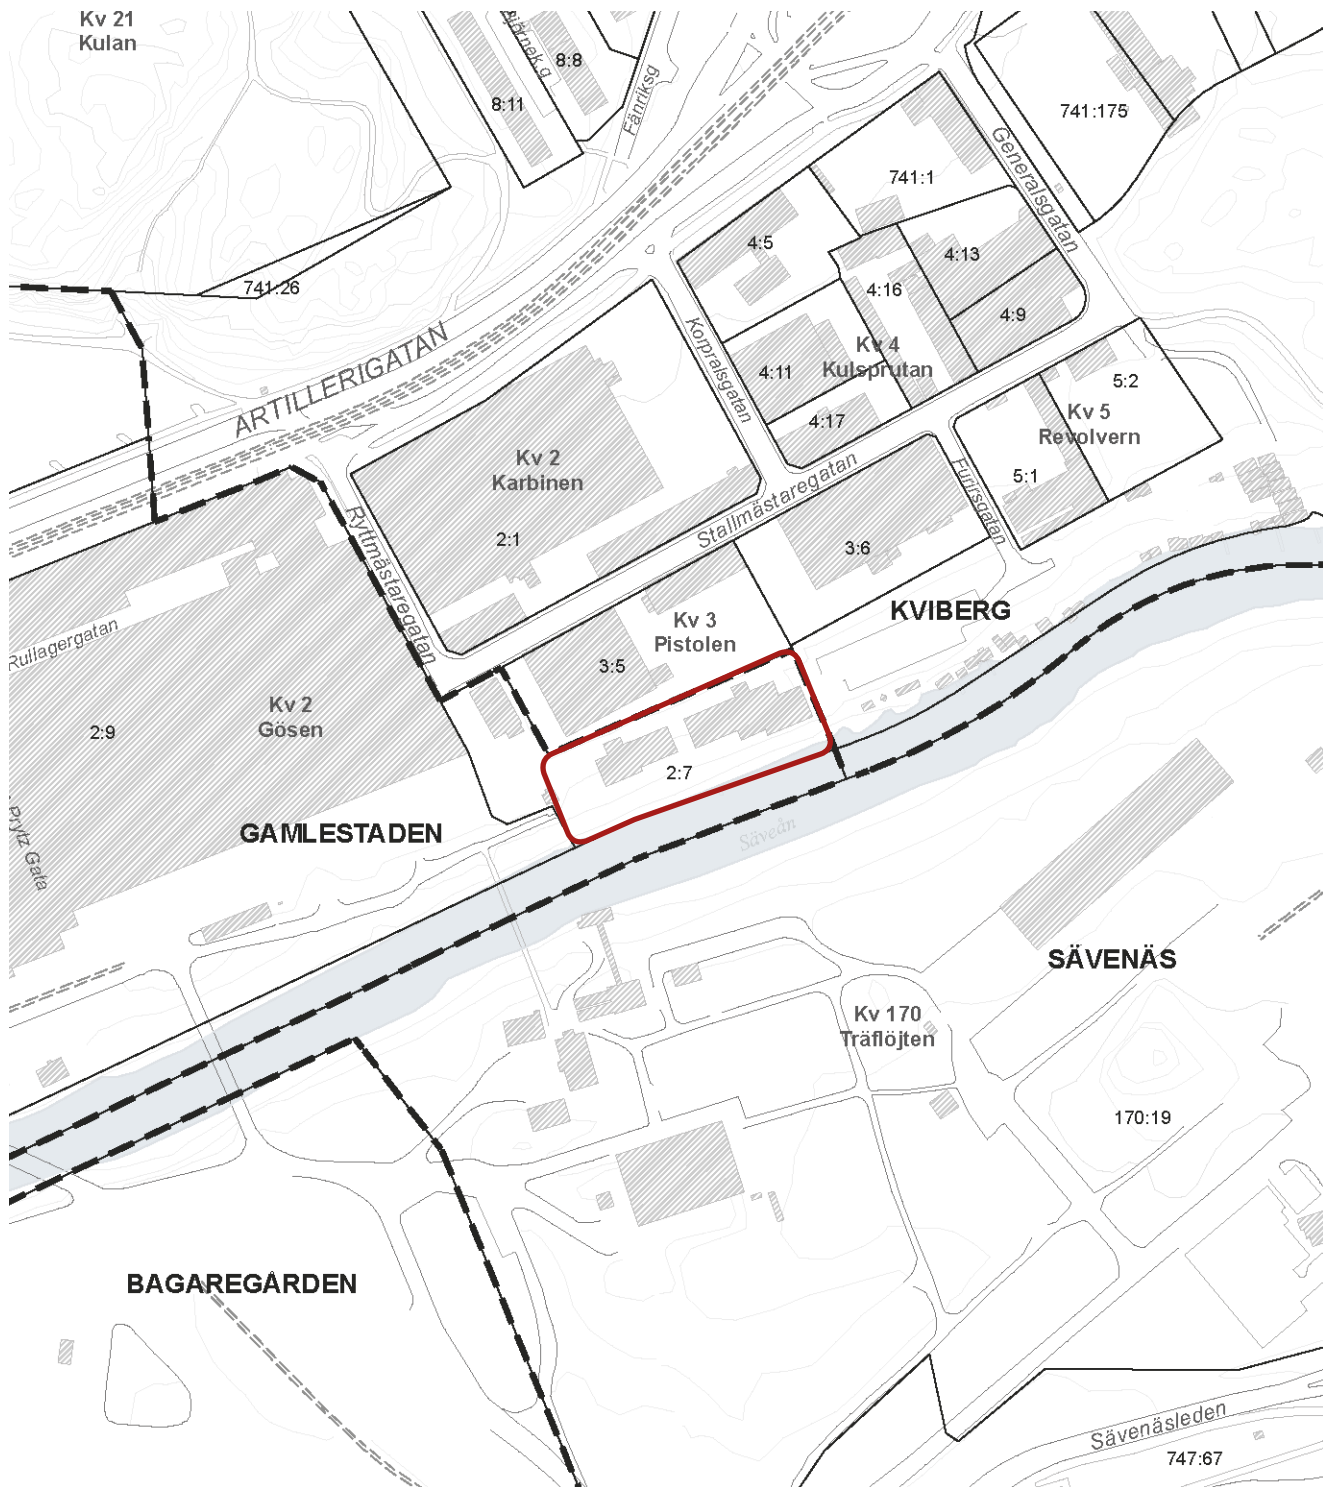 Kv 21
Kulan
Björnek.g
8:8
8:11
Fänriksg
741:175
Generalsgatan
741:1
4:5
4:13
741:26
4:16
4:9
ARTILLERIGATAN
Korpralsgatan
Kv 4
Kulsprutan
4:11
4:17
5:2
Kv 5
Revolvern
5:1
Kv 2
Karbinen
2:1
Stallmästaregatan
Furirsgatan
3:6
Ryttmästaregatan
KVIBERG
Kv 3
Pistolen
3:5
Rullagergatan
Kv 2
Gösen
2:9
2:7
Prytz Gata
GAMLESTADEN
Säveån
SÄVENÄS
Kv 170
Träflöjten
170:19
BAGAREGÅRDEN
Sävenäsleden
747:67